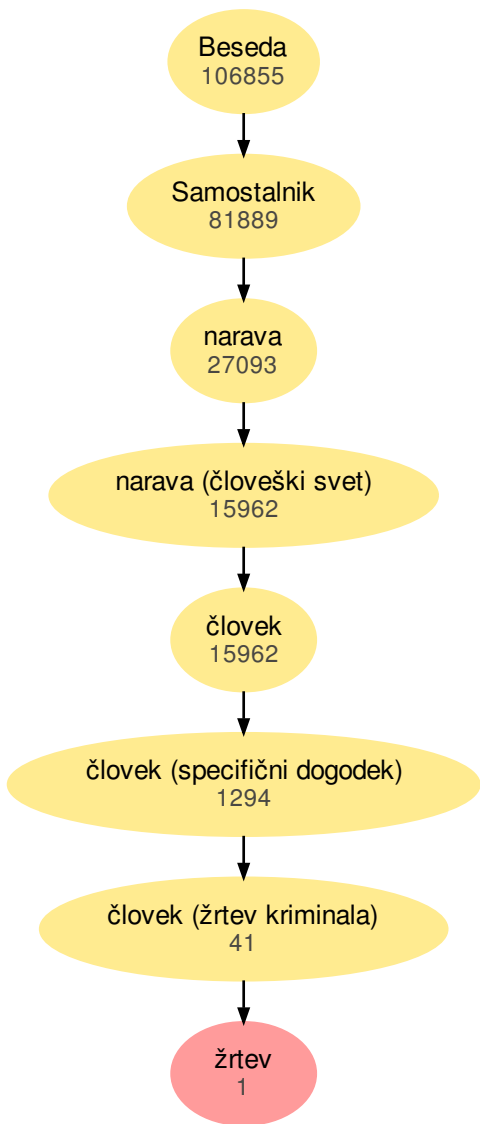 Beseda
106855
Samostalnik
81889
narava
27093
narava (človeški svet)
15962
človek
15962
človek (specifični dogodek)
1294
človek (žrtev kriminala)
41
žrtev
1